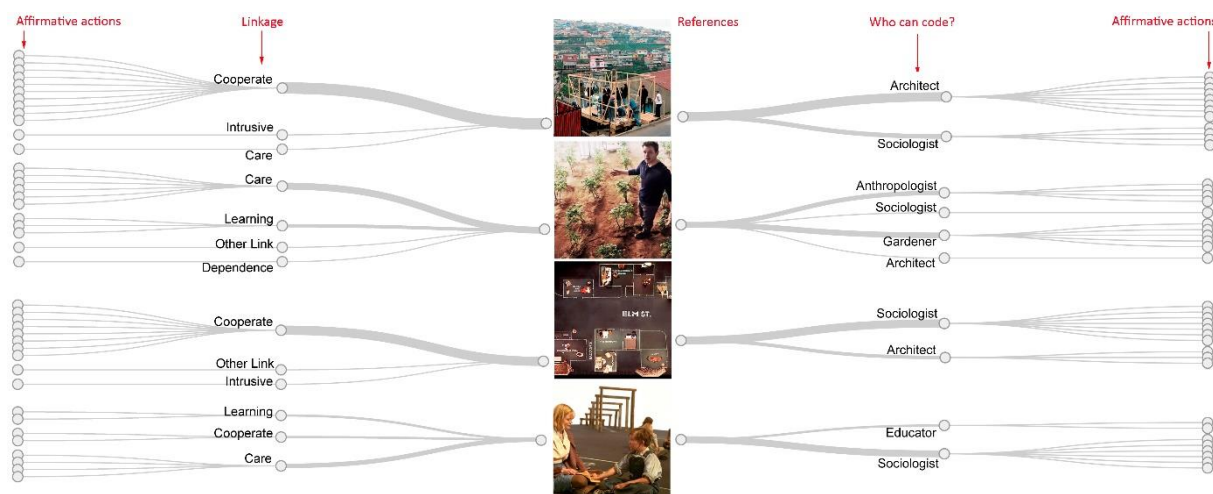 Affirmative actions
Linkage
References
Who can code?
Affirmative actions
Cooperate
Intrusive
Care
Architect
Sociologist
Care
Learning
Other Link
Dependence
Anthropologist
Sociologist
Gardener
Architect
Cooperate
Other Link
Intrusive
ELM ST.
Sociologist
Architect
Learning
Cooperate
Care
Educator
Sociologist